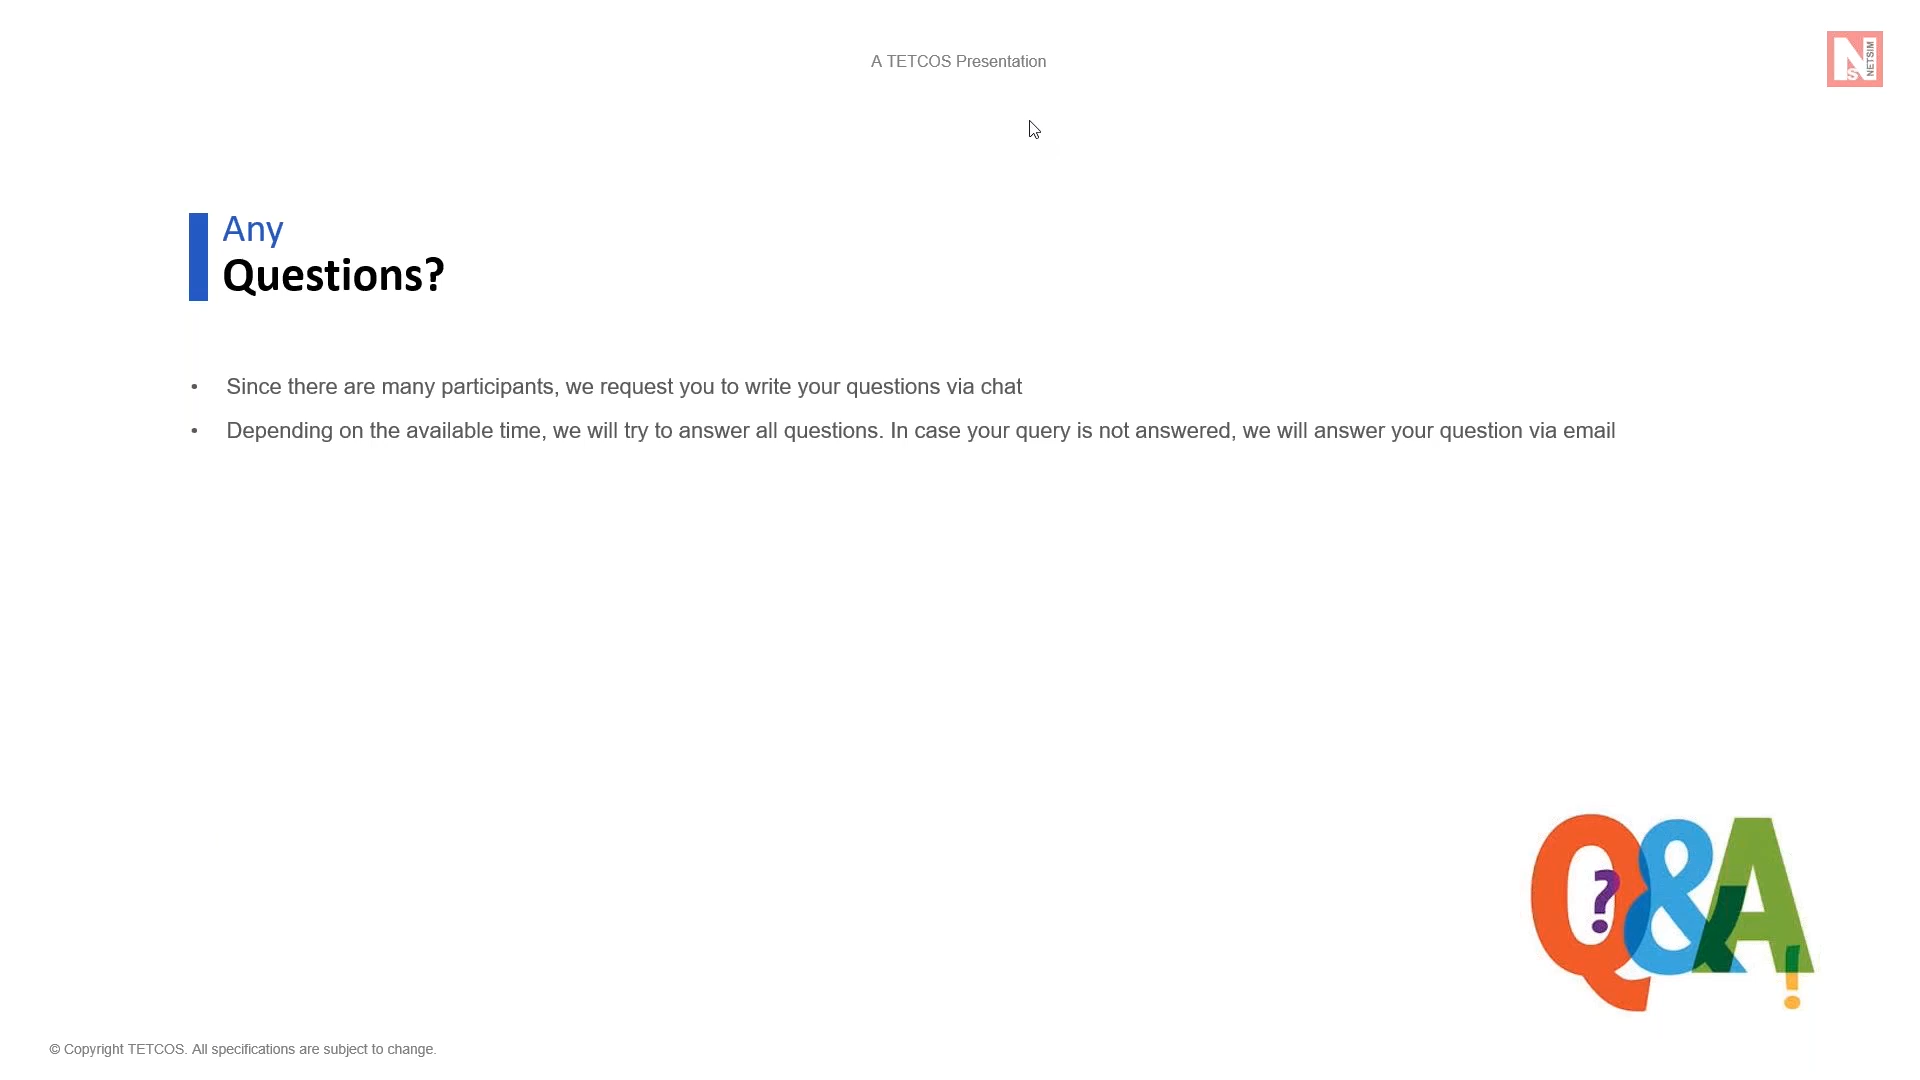 A TETCOS Presentation
NS NETSIM
Any
Questions?
• Since there are many participants, we request you to write your questions via chat
• Depending on the available time, we will try to answer all questions. In case your query is not answered, we will answer your question via email
Q&A
?
!
© Copyright TETCOS. All specifications are subject to change.